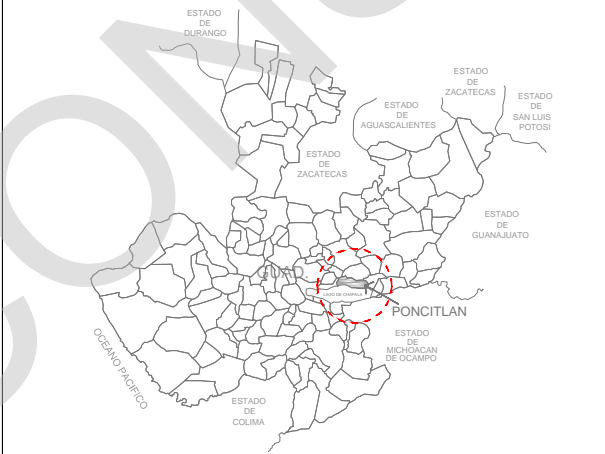 ESTADO
DE
DURANGO
ESTADO
DE
ZACATECAS
ESTADO
DE
SAN LUIS
POTOSI
ESTADO
DE
AGUASCALIENTES
ESTADO
DE
ZACATECAS
ESTADO
DE
GUANAJUATO
GUAD.
LAGO DE CHAPALA
PONCITLAN
ESTADO
DE
MICHOACAN
DE OCAMPO
OCEANO PACIFICO
ESTADO
DE
COLIMA